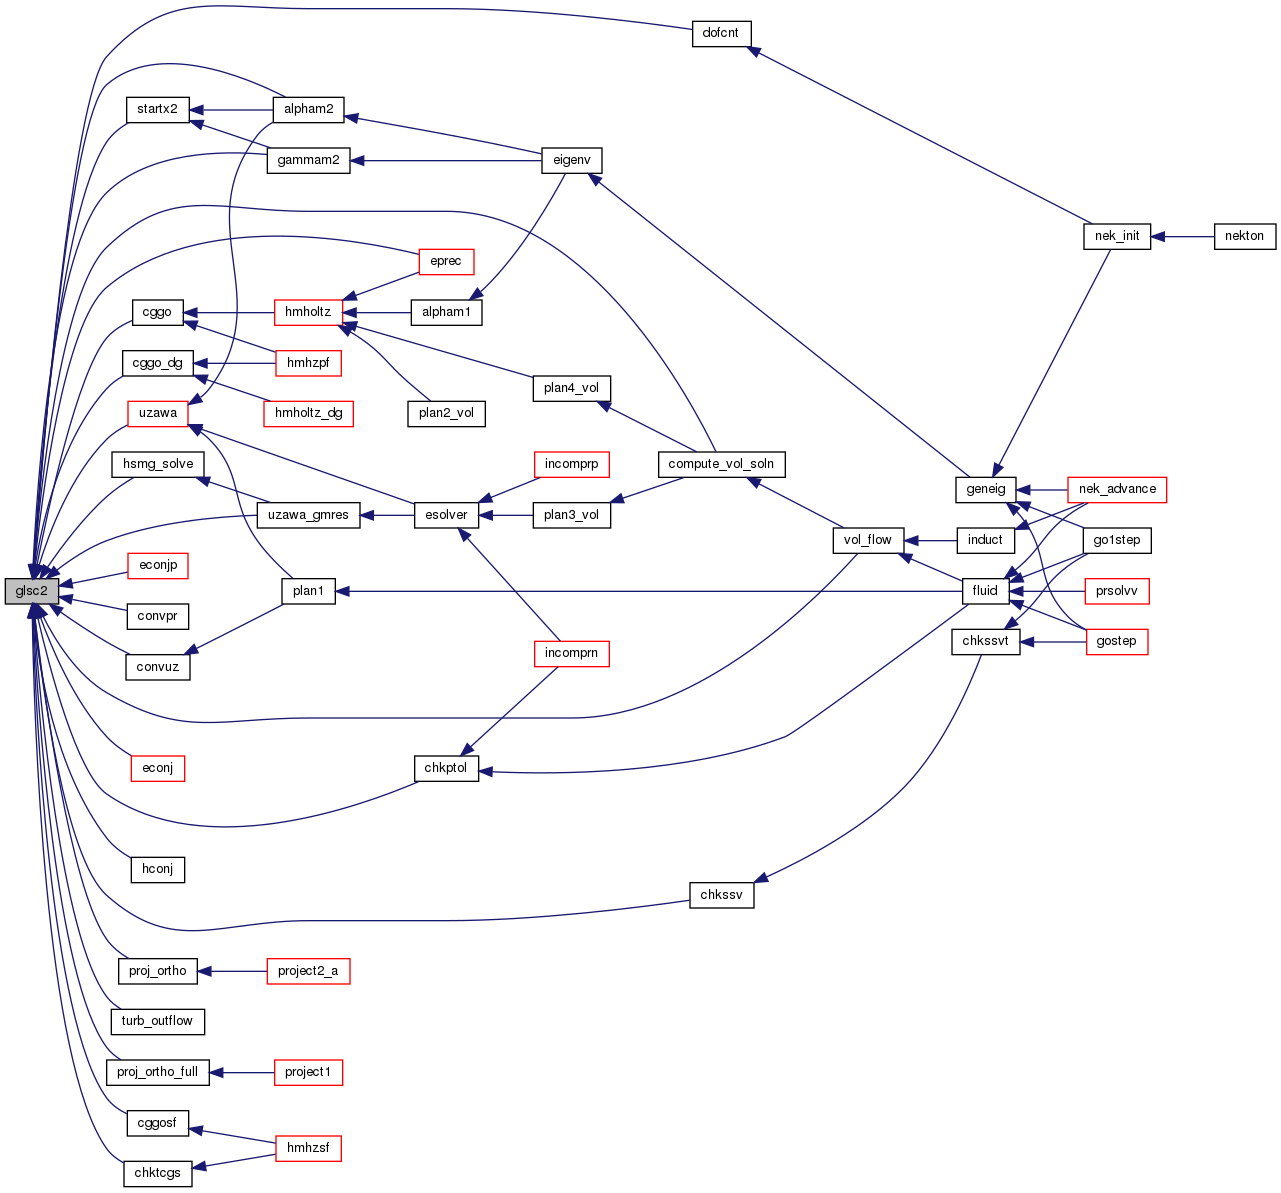 dofcnt
startx2
alpham2
gammam2
eigenv
nek_init
nekton
eprec
cggo
hmholtz
alpham1
cggo_dg
hmhzpf
plan4_vol
uzawa
hmholtz_dg
plan2_vol
hsmg_solve
incomprp
compute_vol_soln
geneig
nek_advance
uzawa_gmres
esolver
plan3_vol
vol_flow
induct
go1step
econjp
glsc2
plan1
fluid
prsolvv
convpr
chkssvt
gostep
convuz
incomprn
econj
chkptol
hconj
chkssv
proj_ortho
project2_a
turb_outflow
proj_ortho_full
project1
cggosf
hmhzsf
chktcgs